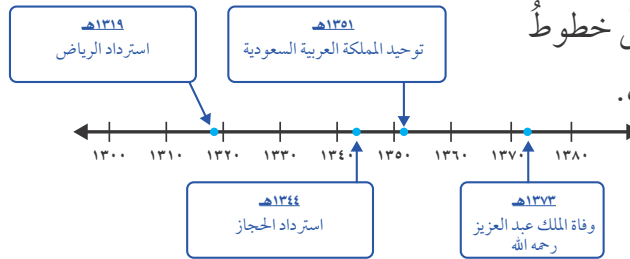 خطوطُ
١٣١٩هـ
استرداد الرياض
١٣٥١هـ
توحيد المملكة العربية السعودية
١٣٠٠ ١٣١٠ ١٣٢٠ ١٣٣٠ ١٣٤٠ ١٣٥٠ ١٣٦٠ ١٣٧٠ ١٣٨٠
١٣٤٤هـ
استرداد الحجاز
١٣٧٣هـ
وفاة الملك عبد العزيز
رحمه الله